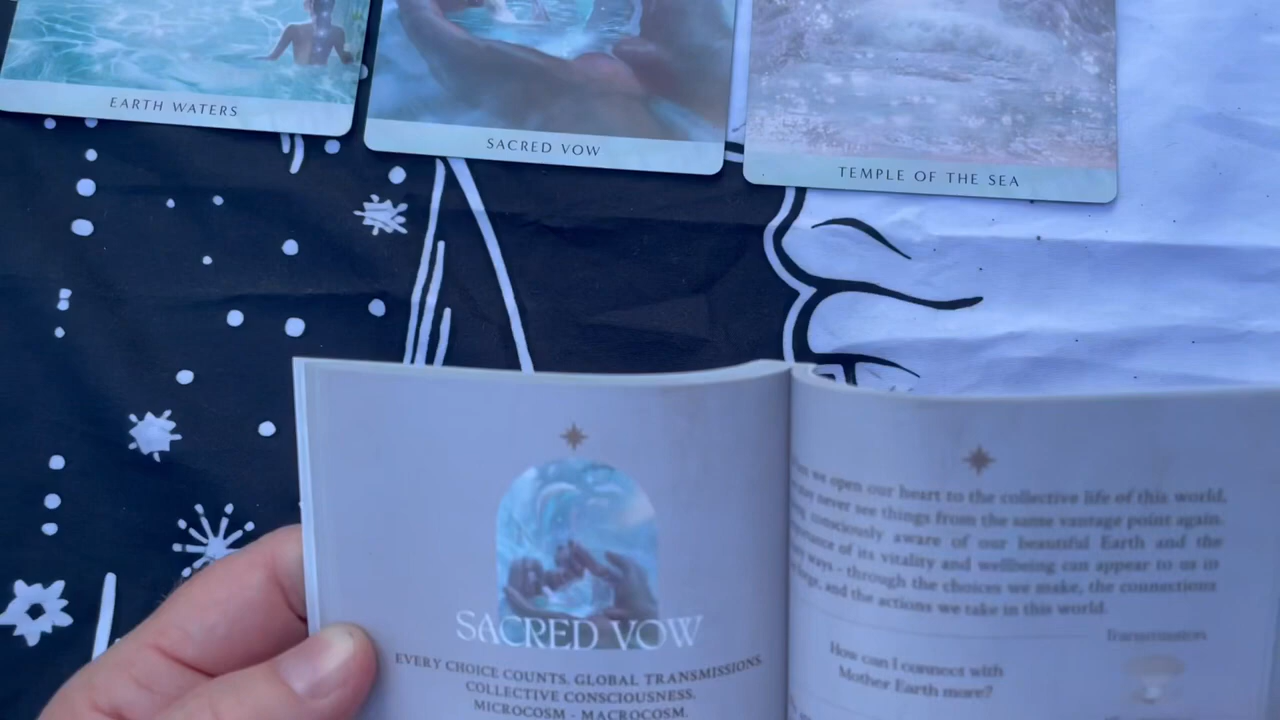 EARTH WATERS
SACRED VOW
TEMPLE OF THE SEA
SACRED VOW
EVERY CHOICE COUNTS. GLOBAL TRANSMISSIONS.
COLLECTIVE CONSCIOUSNESS.
MICROCOSM - MACROCOSM.
we open our heart to the collective life of this world,
never see things from the same vantage point again.
consciously aware of our beautiful Earth and the
of its vitality and wellbeing can appear to us in
ways - through the choices we make, the connections
and the actions we take in this world.
Transmission
How can I connect with
Mother Earth more?